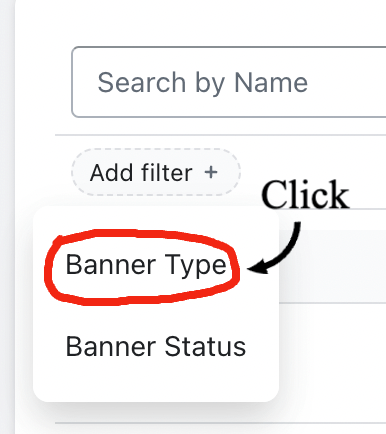 Search by Name
Add filter +
Click
Banner Type
Banner Status